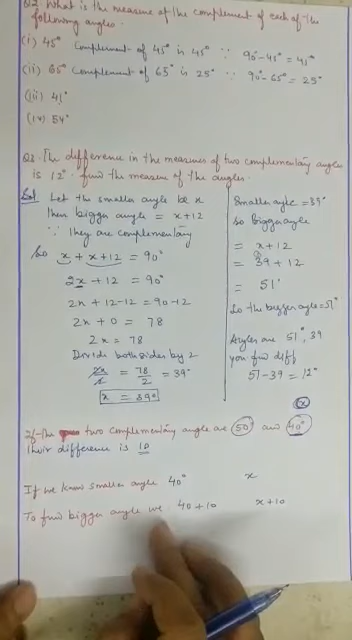 Q2. What is the measure of the complement of each of the
following angles.
(i) 45° Complement of 45° is 45° ∵ 90°-45° = 45°
(ii) 65° Complement of 65° is 25° ∵ 90°-65° = 25°
(iii) 41°
(iv) 54°
Q3. The difference in the measures of two complementary angles
is 12°. find the measure of the angles.
Sol. Let the smaller angle be x
then bigger angle = x+12
∵ They are complementary
So x + x+12 = 90°
2x + 12 = 90°
2x + 12-12 = 90-12
2x + 0 = 78
2x = 78
Divide both sides by 2
2x/2 = 78/2 = 39°
x = 39°
Smaller angle = 39°
So bigger angle
= x+12
= 39 + 12
= 51°
So the bigger angle = 51°
Angles are 51°, 39
you find diff
51-39 = 12°
If the two complementary angle are 50° and 40°
Their difference is 10
If we know smaller angle 40° x
To find bigger angle we 40+10 x+10